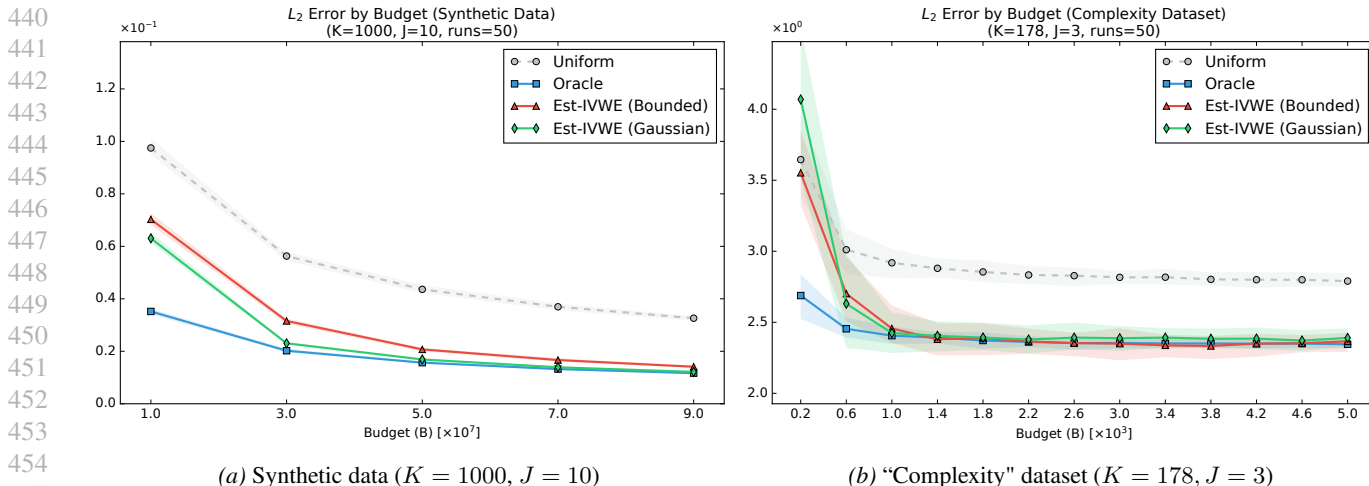 440
441
442
443
444
445
446
447
448
449
450
451
452
453
454
L₂ Error by Budget (Synthetic Data)
(K=1000, J=10, runs=50)
×10⁻¹
1.2
1.0
0.8
0.6
0.4
0.2
0.0
Uniform
Oracle
Est-IVWE (Bounded)
Est-IVWE (Gaussian)
1.0 3.0 5.0 7.0 9.0
Budget (B) [×10⁷]
(a) Synthetic data (K = 1000, J = 10)
L₂ Error by Budget (Complexity Dataset)
(K=178, J=3, runs=50)
×10⁰
4.0
3.5
3.0
2.5
2.0
Uniform
Oracle
Est-IVWE (Bounded)
Est-IVWE (Gaussian)
0.2 0.6 1.0 1.4 1.8 2.2 2.6 3.0 3.4 3.8 4.2 4.6 5.0
Budget (B) [×10³]
(b) “Complexity" dataset (K = 178, J = 3)